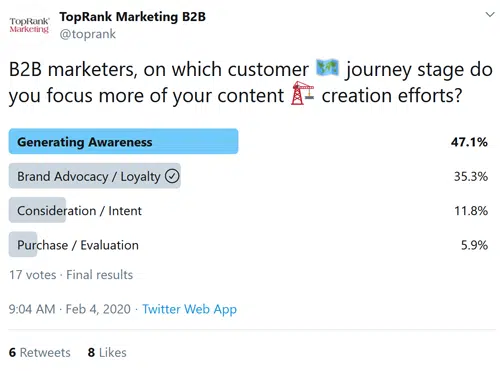 TopRank Marketing B2B
@toprank
TopRank
Marketing
B2B marketers, on which customer 🗺️ journey stage do
you focus more of your content 🏗️ creation efforts?
Generating Awareness 47.1%
Brand Advocacy / Loyalty 35.3%
Consideration / Intent 11.8%
Purchase / Evaluation 5.9%
17 votes · Final results
9:04 AM · Feb 4, 2020 · Twitter Web App
6 Retweets 8 Likes